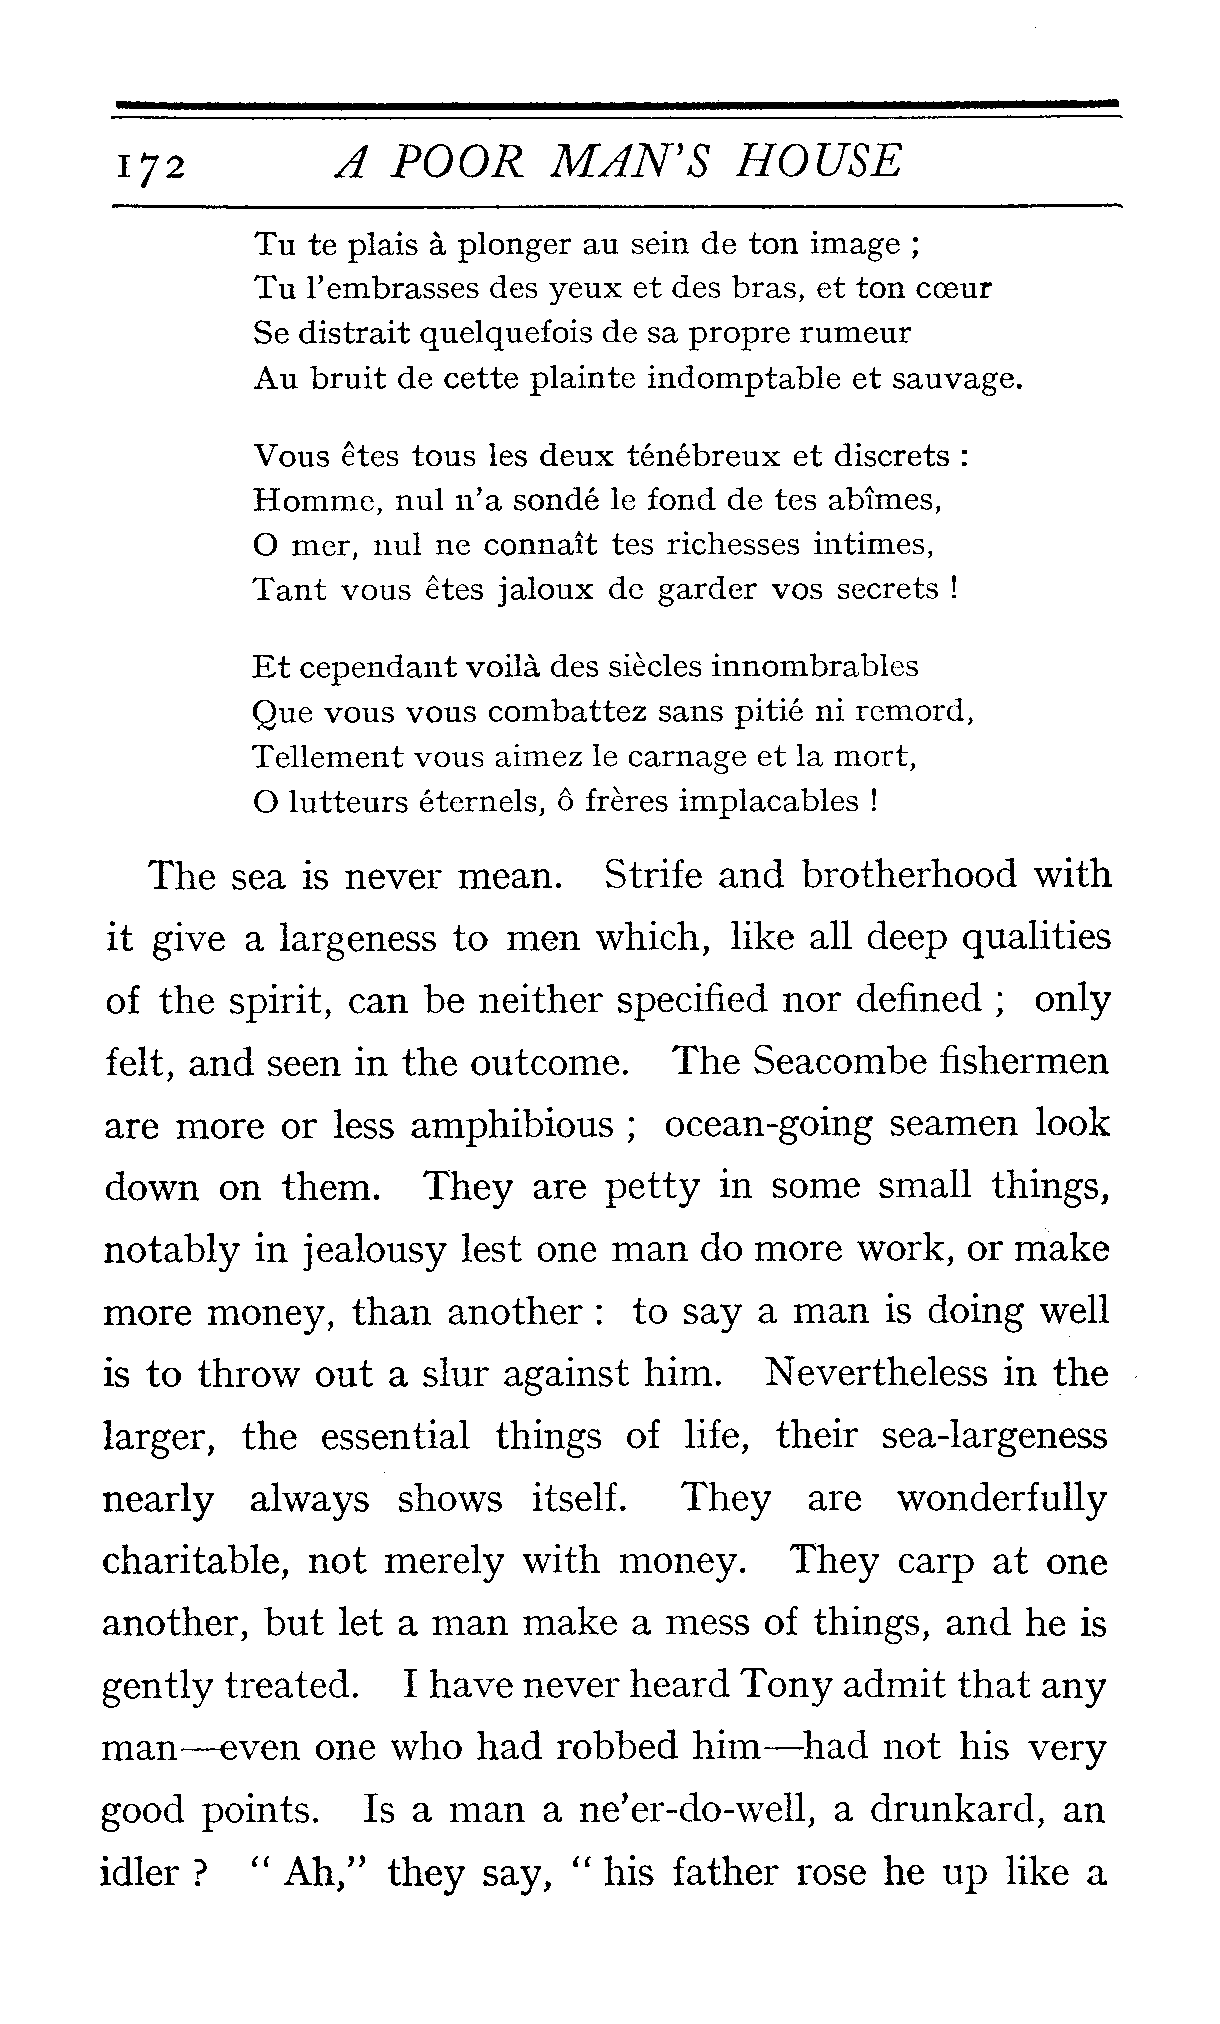 172 A POOR MAN'S HOUSE
Tu te plais à plonger au sein de ton image ;
Tu l'embrasses des yeux et des bras, et ton cœur
Se distrait quelquefois de sa propre rumeur
Au bruit de cette plainte indomptable et sauvage.
Vous êtes tous les deux ténébreux et discrets :
Homme, nul n'a sondé le fond de tes abîmes,
O mer, nul ne connaît tes richesses intimes,
Tant vous êtes jaloux de garder vos secrets !
Et cependant voilà des siècles innombrables
Que vous vous combattez sans pitié ni remord,
Tellement vous aimez le carnage et la mort,
O lutteurs éternels, ô frères implacables !
The sea is never mean. Strife and brotherhood with
it give a largeness to men which, like all deep qualities
of the spirit, can be neither specified nor defined ; only
felt, and seen in the outcome. The Seacombe fishermen
are more or less amphibious ; ocean-going seamen look
down on them. They are petty in some small things,
notably in jealousy lest one man do more work, or make
more money, than another : to say a man is doing well
is to throw out a slur against him. Nevertheless in the
larger, the essential things of life, their sea-largeness
nearly always shows itself. They are wonderfully
charitable, not merely with money. They carp at one
another, but let a man make a mess of things, and he is
gently treated. I have never heard Tony admit that any
man—even one who had robbed him—had not his very
good points. Is a man a ne'er-do-well, a drunkard, an
idler ? " Ah," they say, " his father rose he up like a